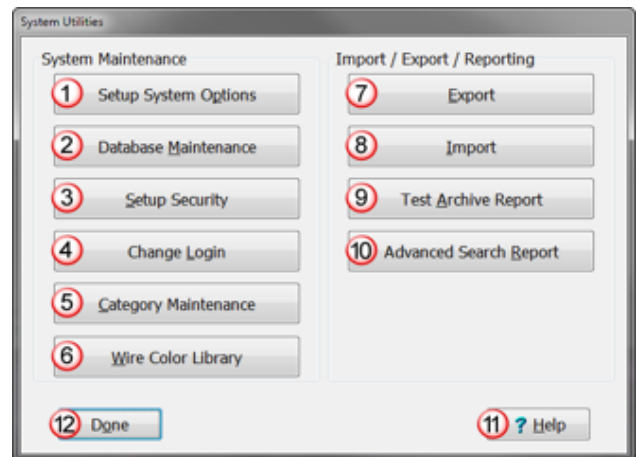 System Utilities
System Maintenance
1 Setup System Options
2 Database Maintenance
3 Setup Security
4 Change Login
5 Category Maintenance
6 Wire Color Library
Import / Export / Reporting
7 Export
8 Import
9 Test Archive Report
10 Advanced Search Report
12 Done
11 ? Help